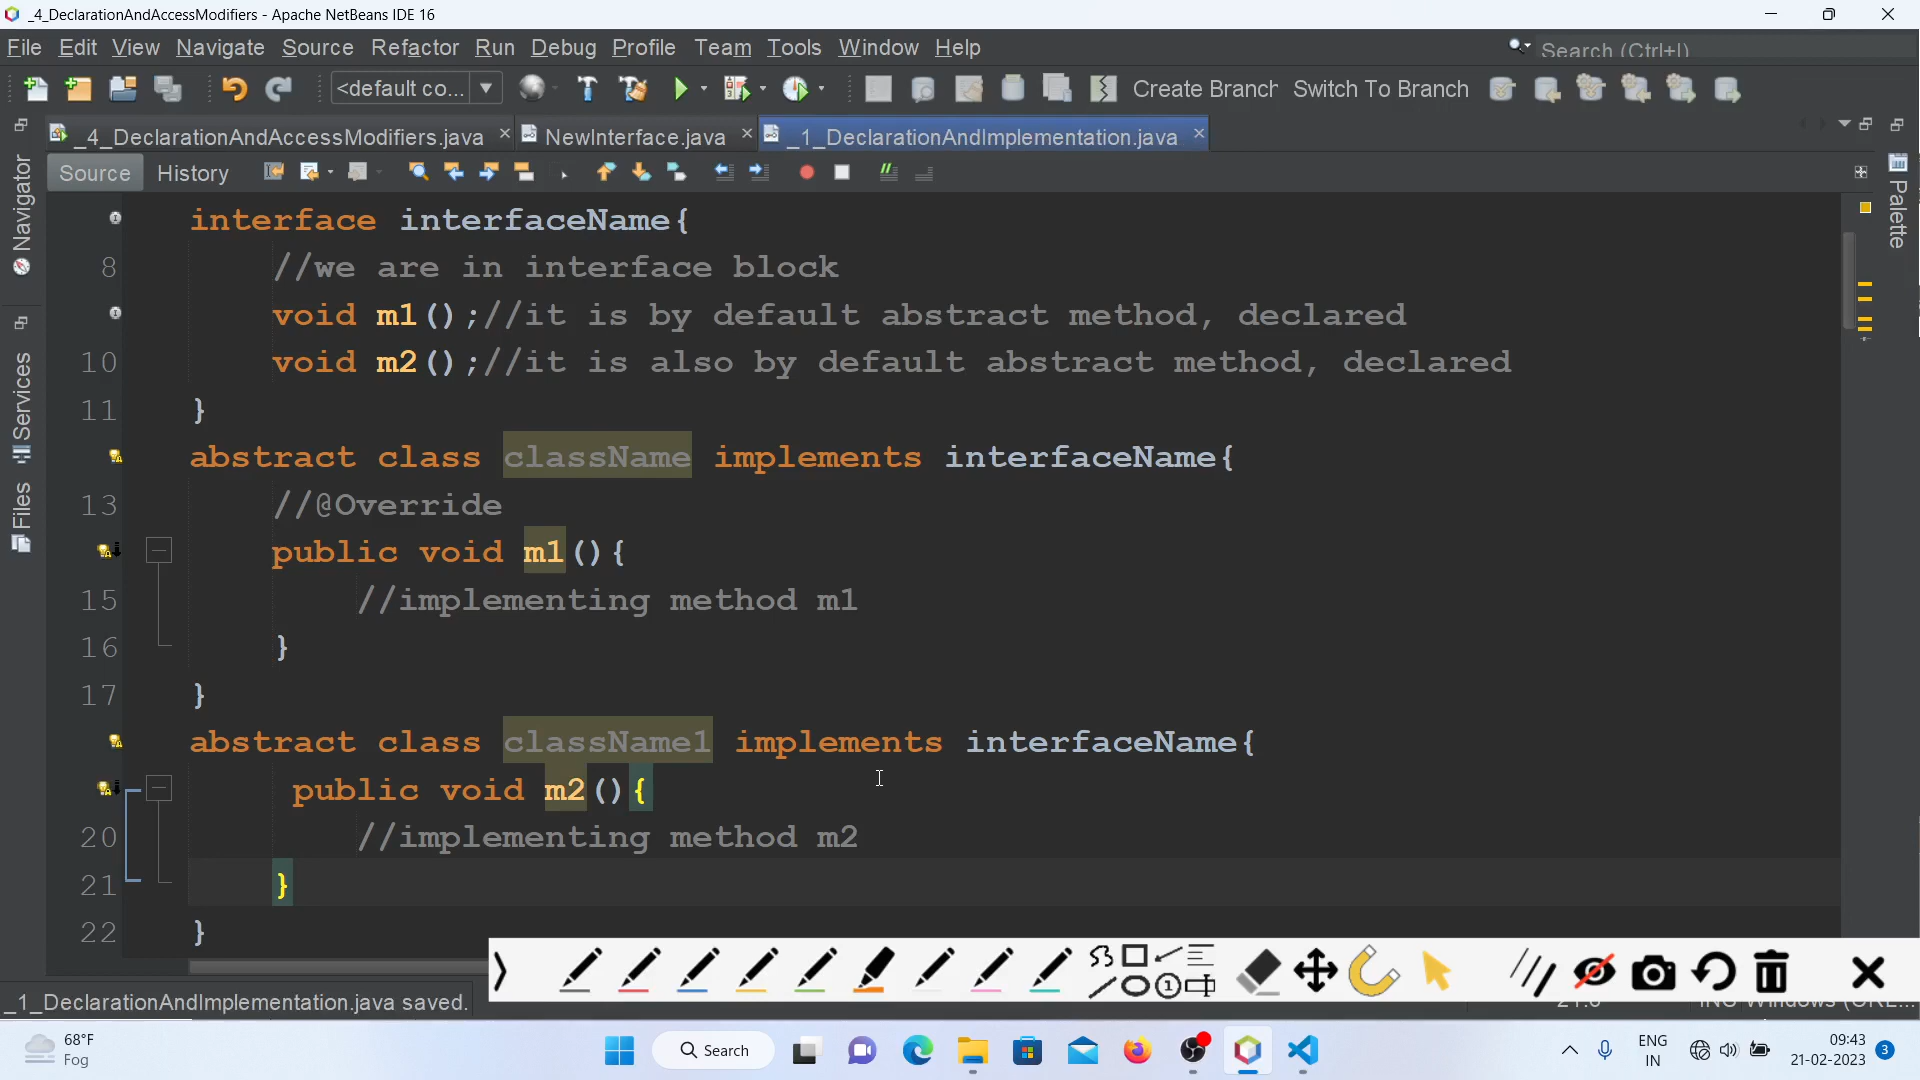 _4_DeclarationAndAccessModifiers - Apache NetBeans IDE 16
File Edit View Navigate Source Refactor Run Debug Profile Team Tools Window Help
Search (Ctrl+I)
<default co...
Create Branch Switch To Branch
_4_DeclarationAndAccessModifiers.java NewInterface.java _1_DeclarationAndImplementation.java
Source History
Navigator
Services
Files
Palette
interface interfaceName{
8 //we are in interface block
void m1();//it is by default abstract method, declared
10 void m2();//it is also by default abstract method, declared
11 }
abstract class className implements interfaceName{
13 //@Override
public void m1(){
15 //implementing method m1
16 }
17 }
abstract class className1 implements interfaceName{
public void m2(){
20 //implementing method m2
21 }
22 }
_1_DeclarationAndImplementation.java saved.
68°F
Fog
Search
ENG
IN
09:43
21-02-2023
3